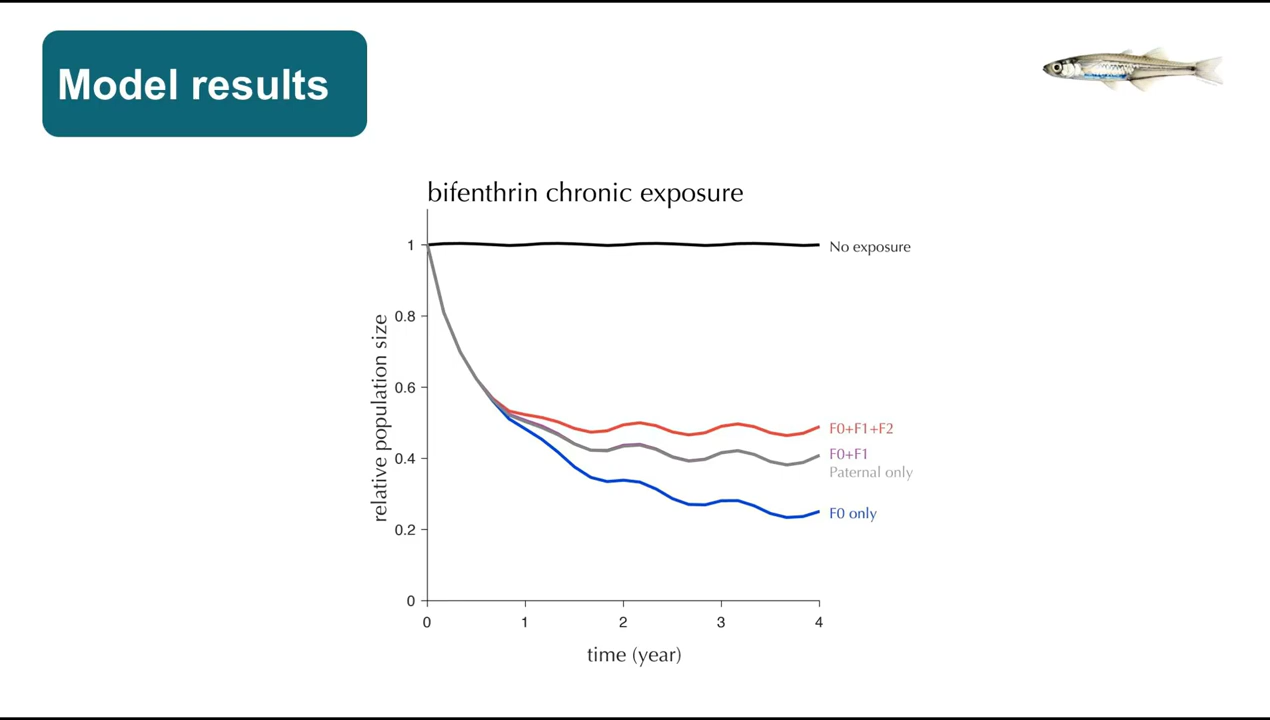 Model results
bifenthrin chronic exposure
relative population size
1
0.8
0.6
0.4
0.2
0
0
1
2
3
4
time (year)
No exposure
F0+F1+F2
F0+F1
Paternal only
F0 only